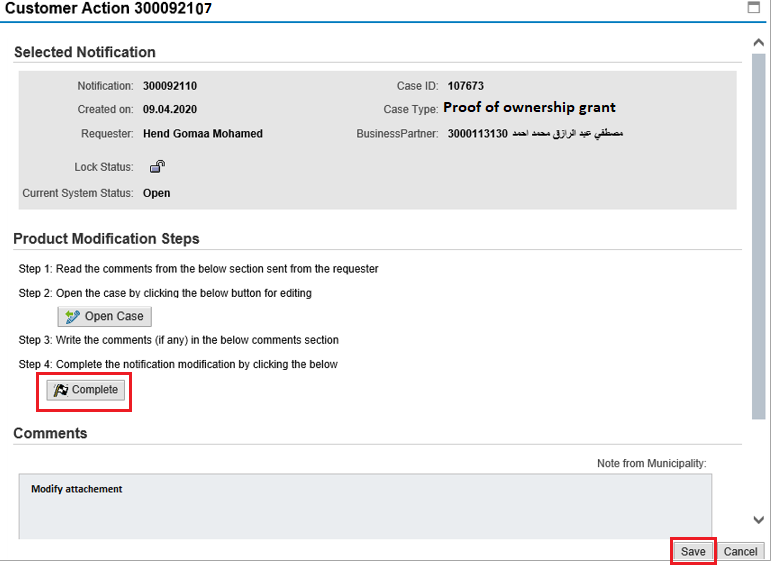 Customer Action 300092107
Selected Notification
Notification: 300092110 Case ID: 107673
Created on: 09.04.2020 Case Type: Proof of ownership grant
Requester: Hend Gomaa Mohamed BusinessPartner: 3000113130 مصطفي عبد الرازق محمد احمد
Lock Status:
Current System Status: Open
Product Modification Steps
Step 1: Read the comments from the below section sent from the requester
Step 2: Open the case by clicking the below button for editing
Open Case
Step 3: Write the comments (if any) in the below comments section
Step 4: Complete the notification modification by clicking the below
Complete
Comments
Note from Municipality:
Modify attachement
Save Cancel